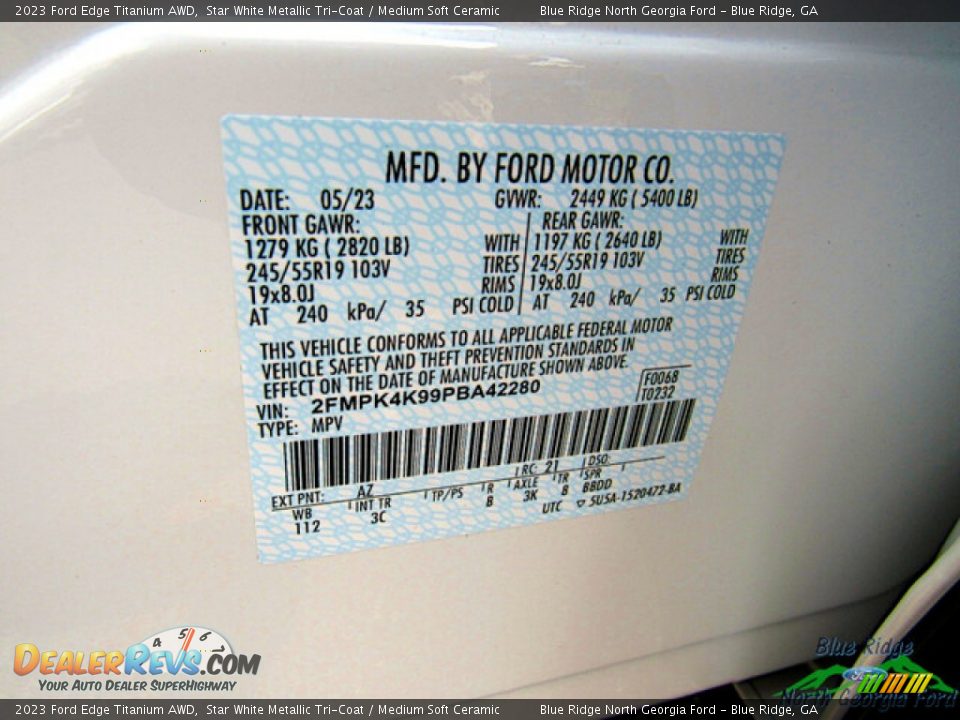 2023 Ford Edge Titanium AWD, Star White Metallic Tri-Coat / Medium Soft Ceramic Blue Ridge North Georgia Ford - Blue Ridge, GA
MFD. BY FORD MOTOR CO.
DATE: 05/23 GVWR: 2449 KG ( 5400 LB)
FRONT GAWR: REAR GAWR:
1279 KG ( 2820 LB) WITH 1197 KG ( 2640 LB) WITH
245/55R19 103V TIRES 245/55R19 103V TIRES
19x8.0J RIMS 19x8.0J RIMS
AT 240 kPa/ 35 PSI COLD AT 240 kPa/ 35 PSI COLD
THIS VEHICLE CONFORMS TO ALL APPLICABLE FEDERAL MOTOR
VEHICLE SAFETY AND THEFT PREVENTION STANDARDS IN
EFFECT ON THE DATE OF MANUFACTURE SHOWN ABOVE.
VIN: 2FMPK4K99PBA42280 F0068
TYPE: MPV T0232
EXT PNT: AZ RC 21 DSO
WB INT TR TP/PS R AXLE TR SPR
112 3C B 3K 8 BBDD
UTC 5U5A-1520472-BA
4 5 6
DEALERREVS.COM
YOUR AUTO DEALER SUPERHIGHWAY
Blue Ridge
North Georgia Ford
2023 Ford Edge Titanium AWD, Star White Metallic Tri-Coat / Medium Soft Ceramic Blue Ridge North Georgia Ford - Blue Ridge, GA